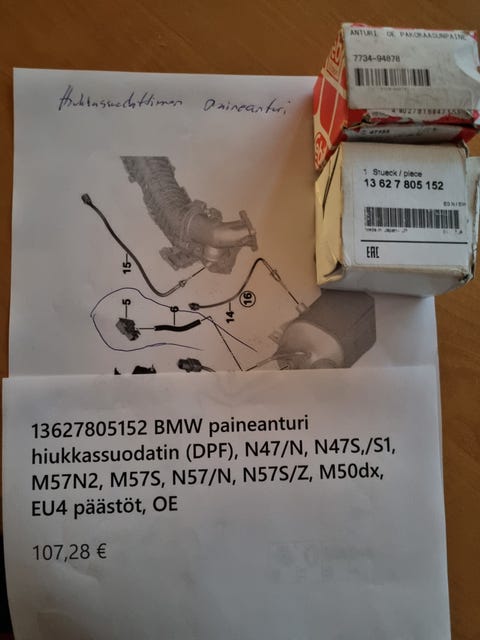 ANTURI, OE PAKOKAASUNPAINE
7734-94878
1 Stueck / piece
13 62 7 805 152
Made in Japan
EAC
Hiukkassuodattimen paineanturi
15
5
6
14
16
13627805152 BMW paineanturi
hiukkassuodatin (DPF), N47/N, N47S,/S1,
M57N2, M57S, N57/N, N57S/Z, M50dx,
EU4 päästöt, OE
107,28 €